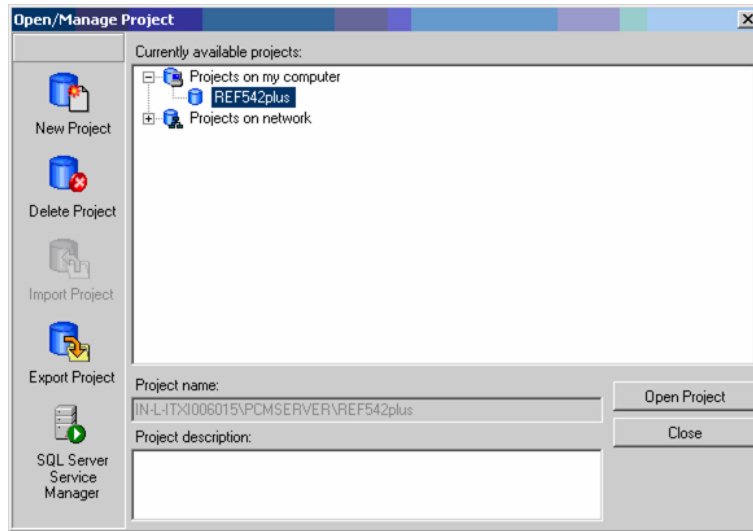 Open/Manage Project
Currently available projects:
Projects on my computer
REF542plus
Projects on network
New Project
Delete Project
Import Project
Export Project
SQL Server
Service
Manager
Project name:
IN-L-ITXI006015\PCMSERVER\REF542plus
Open Project
Project description:
Close